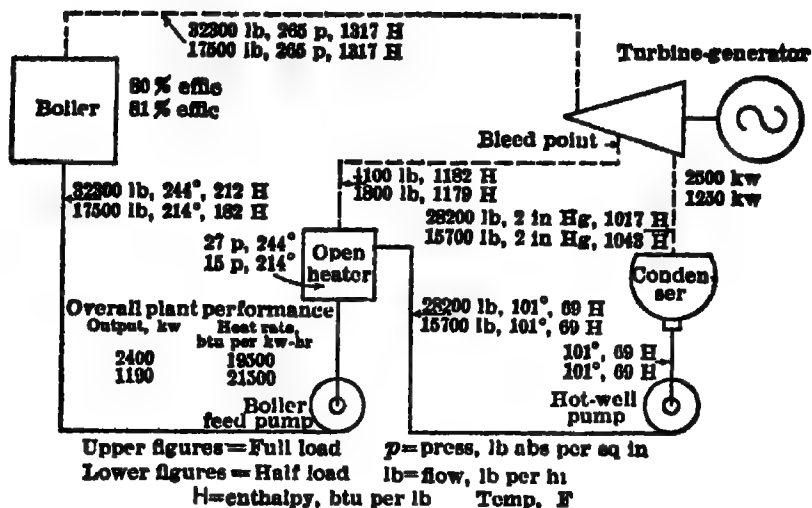 32300 lb, 265 p, 1317 H
17500 lb, 265 p, 1317 H
Turbine-generator
Boiler
80 % effic
81 % effic
Bleed point
4100 lb, 1182 H
1800 lb, 1179 H
2500 kw
1250 kw
32300 lb, 244°, 212 H
17500 lb, 214°, 182 H
28200 lb, 2 in Hg, 1017 H
15700 lb, 2 in Hg, 1043 H
27 p, 244°
15 p, 214°
Open
heater
Conden-
ser
Overall plant performance
Output, kw
Heat rate,
btu per kw-hr
2400 19500
1190 21500
28200 lb, 101°, 69 H
15700 lb, 101°, 69 H
101°, 69 H
101°, 69 H
Boiler
feed pump
Hot-well
pump
Upper figures = Full load p=press, lb abs per sq in
Lower figures = Half load lb=flow, lb per hr
H=enthalpy, btu per lb Temp, F